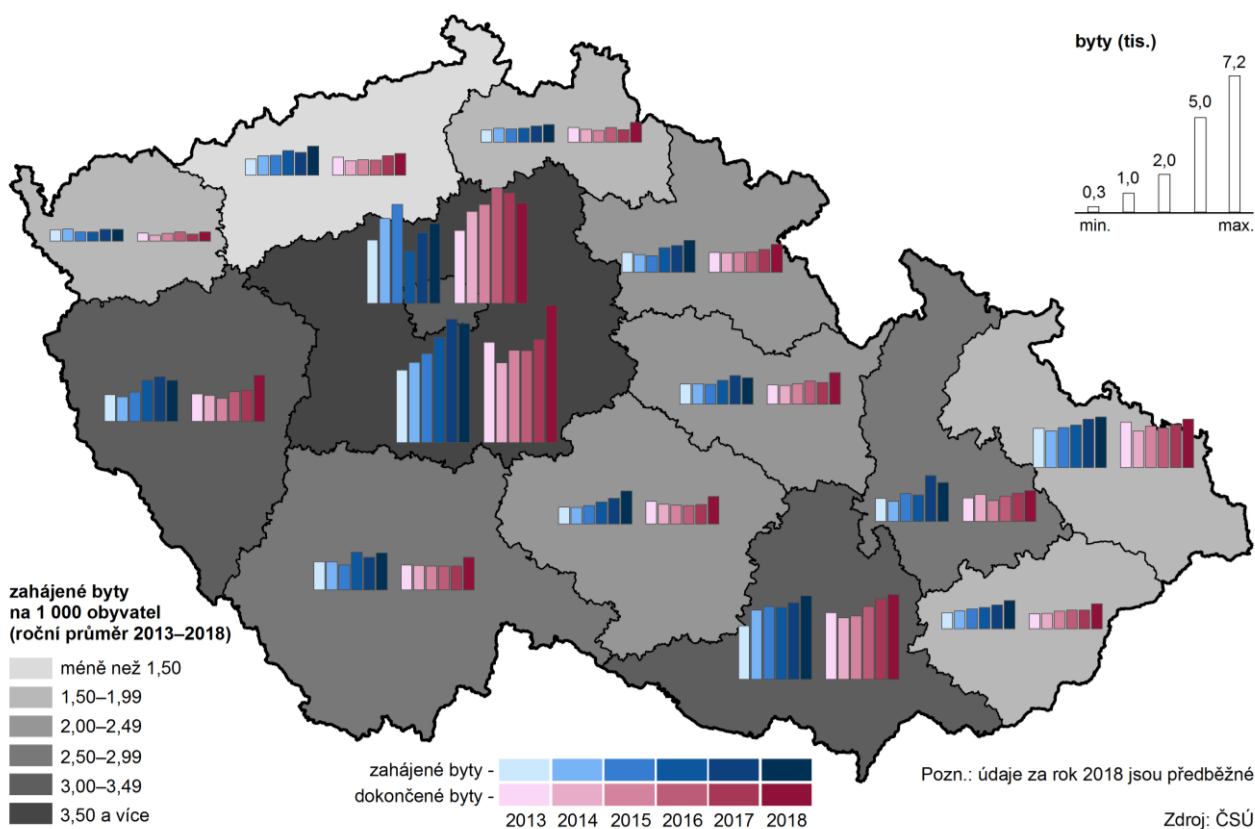 byty (tis.)
7,2
5,0
2,0
1,0
0,3
min.
max.
zahájené byty
na 1 000 obyvatel
(roční průměr 2013–2018)
méně než 1,50
1,50–1,99
2,00–2,49
2,50–2,99
3,00–3,49
3,50 a více
zahájené byty -
dokončené byty -
2013 2014 2015 2016 2017 2018
Pozn.: údaje za rok 2018 jsou předběžné
Zdroj: ČSÚ